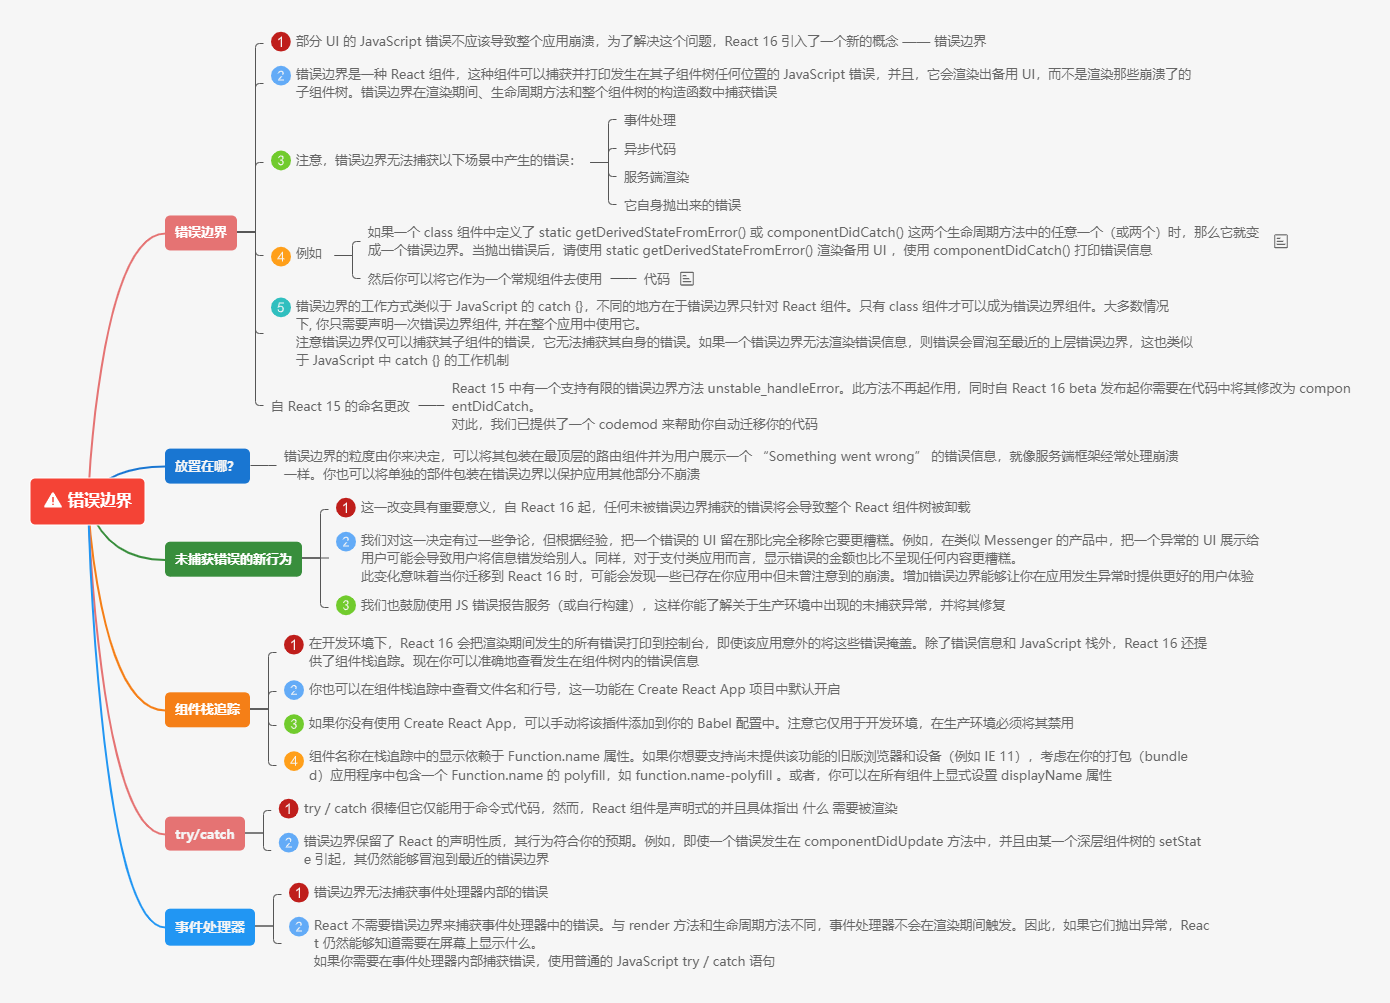 错误边界
错误边界
1 部分 UI 的 JavaScript 错误不应该导致整个应用崩溃，为了解决这个问题，React 16 引入了一个新的概念 —— 错误边界
2 错误边界是一种 React 组件，这种组件可以捕获并打印发生在其子组件树任何位置的 JavaScript 错误，并且，它会渲染出备用 UI，而不是渲染那些崩溃了的
子组件树。错误边界在渲染期间、生命周期方法和整个组件树的构造函数中捕获错误
3 注意，错误边界无法捕获以下场景中产生的错误：
事件处理
异步代码
服务端渲染
它自身抛出来的错误
4 例如
如果一个 class 组件中定义了 static getDerivedStateFromError() 或 componentDidCatch() 这两个生命周期方法中的任意一个（或两个）时，那么它就变
成一个错误边界。当抛出错误后，请使用 static getDerivedStateFromError() 渲染备用 UI ，使用 componentDidCatch() 打印错误信息
然后你可以将它作为一个常规组件去使用
代码
5 错误边界的工作方式类似于 JavaScript 的 catch {}，不同的地方在于错误边界只针对 React 组件。只有 class 组件才可以成为错误边界组件。大多数情况
下, 你只需要声明一次错误边界组件, 并在整个应用中使用它。
注意错误边界仅可以捕获其子组件的错误，它无法捕获其自身的错误。如果一个错误边界无法渲染错误信息，则错误会冒泡至最近的上层错误边界，这也类似
于 JavaScript 中 catch {} 的工作机制
自 React 15 的命名更改
React 15 中有一个支持有限的错误边界方法 unstable_handleError。此方法不再起作用，同时自 React 16 beta 发布起你需要在代码中将其修改为 compon
entDidCatch。
对此，我们已提供了一个 codemod 来帮助你自动迁移你的代码
放置在哪？
错误边界的粒度由你来决定，可以将其包装在最顶层的路由组件并为用户展示一个 “Something went wrong” 的错误信息，就像服务端框架经常处理崩溃
一样。你也可以将单独的部件包装在错误边界以保护应用其他部分不崩溃
未捕获错误的新行为
1 这一改变具有重要意义，自 React 16 起，任何未被错误边界捕获的错误将会导致整个 React 组件树被卸载
2 我们对这一决定有过一些争论，但根据经验，把一个错误的 UI 留在那比完全移除它要更糟糕。例如，在类似 Messenger 的产品中，把一个异常的 UI 展示给
用户可能会导致用户将信息错发给别人。同样，对于支付类应用而言，显示错误的金额也比不呈现任何内容更糟糕。
此变化意味着当你迁移到 React 16 时，可能会发现一些已存在你应用中但未曾注意到的崩溃。增加错误边界能够让你在应用发生异常时提供更好的用户体验
3 我们也鼓励使用 JS 错误报告服务（或自行构建），这样你能了解关于生产环境中出现的未捕获异常，并将其修复
组件栈追踪
1 在开发环境下，React 16 会把渲染期间发生的所有错误打印到控制台，即使该应用意外的将这些错误掩盖。除了错误信息和 JavaScript 栈外，React 16 还提
供了组件栈追踪。现在你可以准确地查看发生在组件树内的错误信息
2 你也可以在组件栈追踪中查看文件名和行号，这一功能在 Create React App 项目中默认开启
3 如果你没有使用 Create React App，可以手动将该插件添加到你的 Babel 配置中。注意它仅用于开发环境，在生产环境必须将其禁用
4 组件名称在栈追踪中的显示依赖于 Function.name 属性。如果你想要支持尚未提供该功能的旧版浏览器和设备（例如 IE 11），考虑在你的打包（bundle
d）应用程序中包含一个 Function.name 的 polyfill，如 function.name-polyfill 。或者，你可以在所有组件上显式设置 displayName 属性
try/catch
1 try / catch 很棒但它仅能用于命令式代码，然而，React 组件是声明式的并且具体指出 什么 需要被渲染
2 错误边界保留了 React 的声明性质，其行为符合你的预期。例如，即使一个错误发生在 componentDidUpdate 方法中，并且由某一个深层组件树的 setStat
e 引起，其仍然能够冒泡到最近的错误边界
事件处理器
1 错误边界无法捕获事件处理器内部的错误
2 React 不需要错误边界来捕获事件处理器中的错误。与 render 方法和生命周期方法不同，事件处理器不会在渲染期间触发。因此，如果它们抛出异常，Reac
t 仍然能够知道需要在屏幕上显示什么。
如果你需要在事件处理器内部捕获错误，使用普通的 JavaScript try / catch 语句